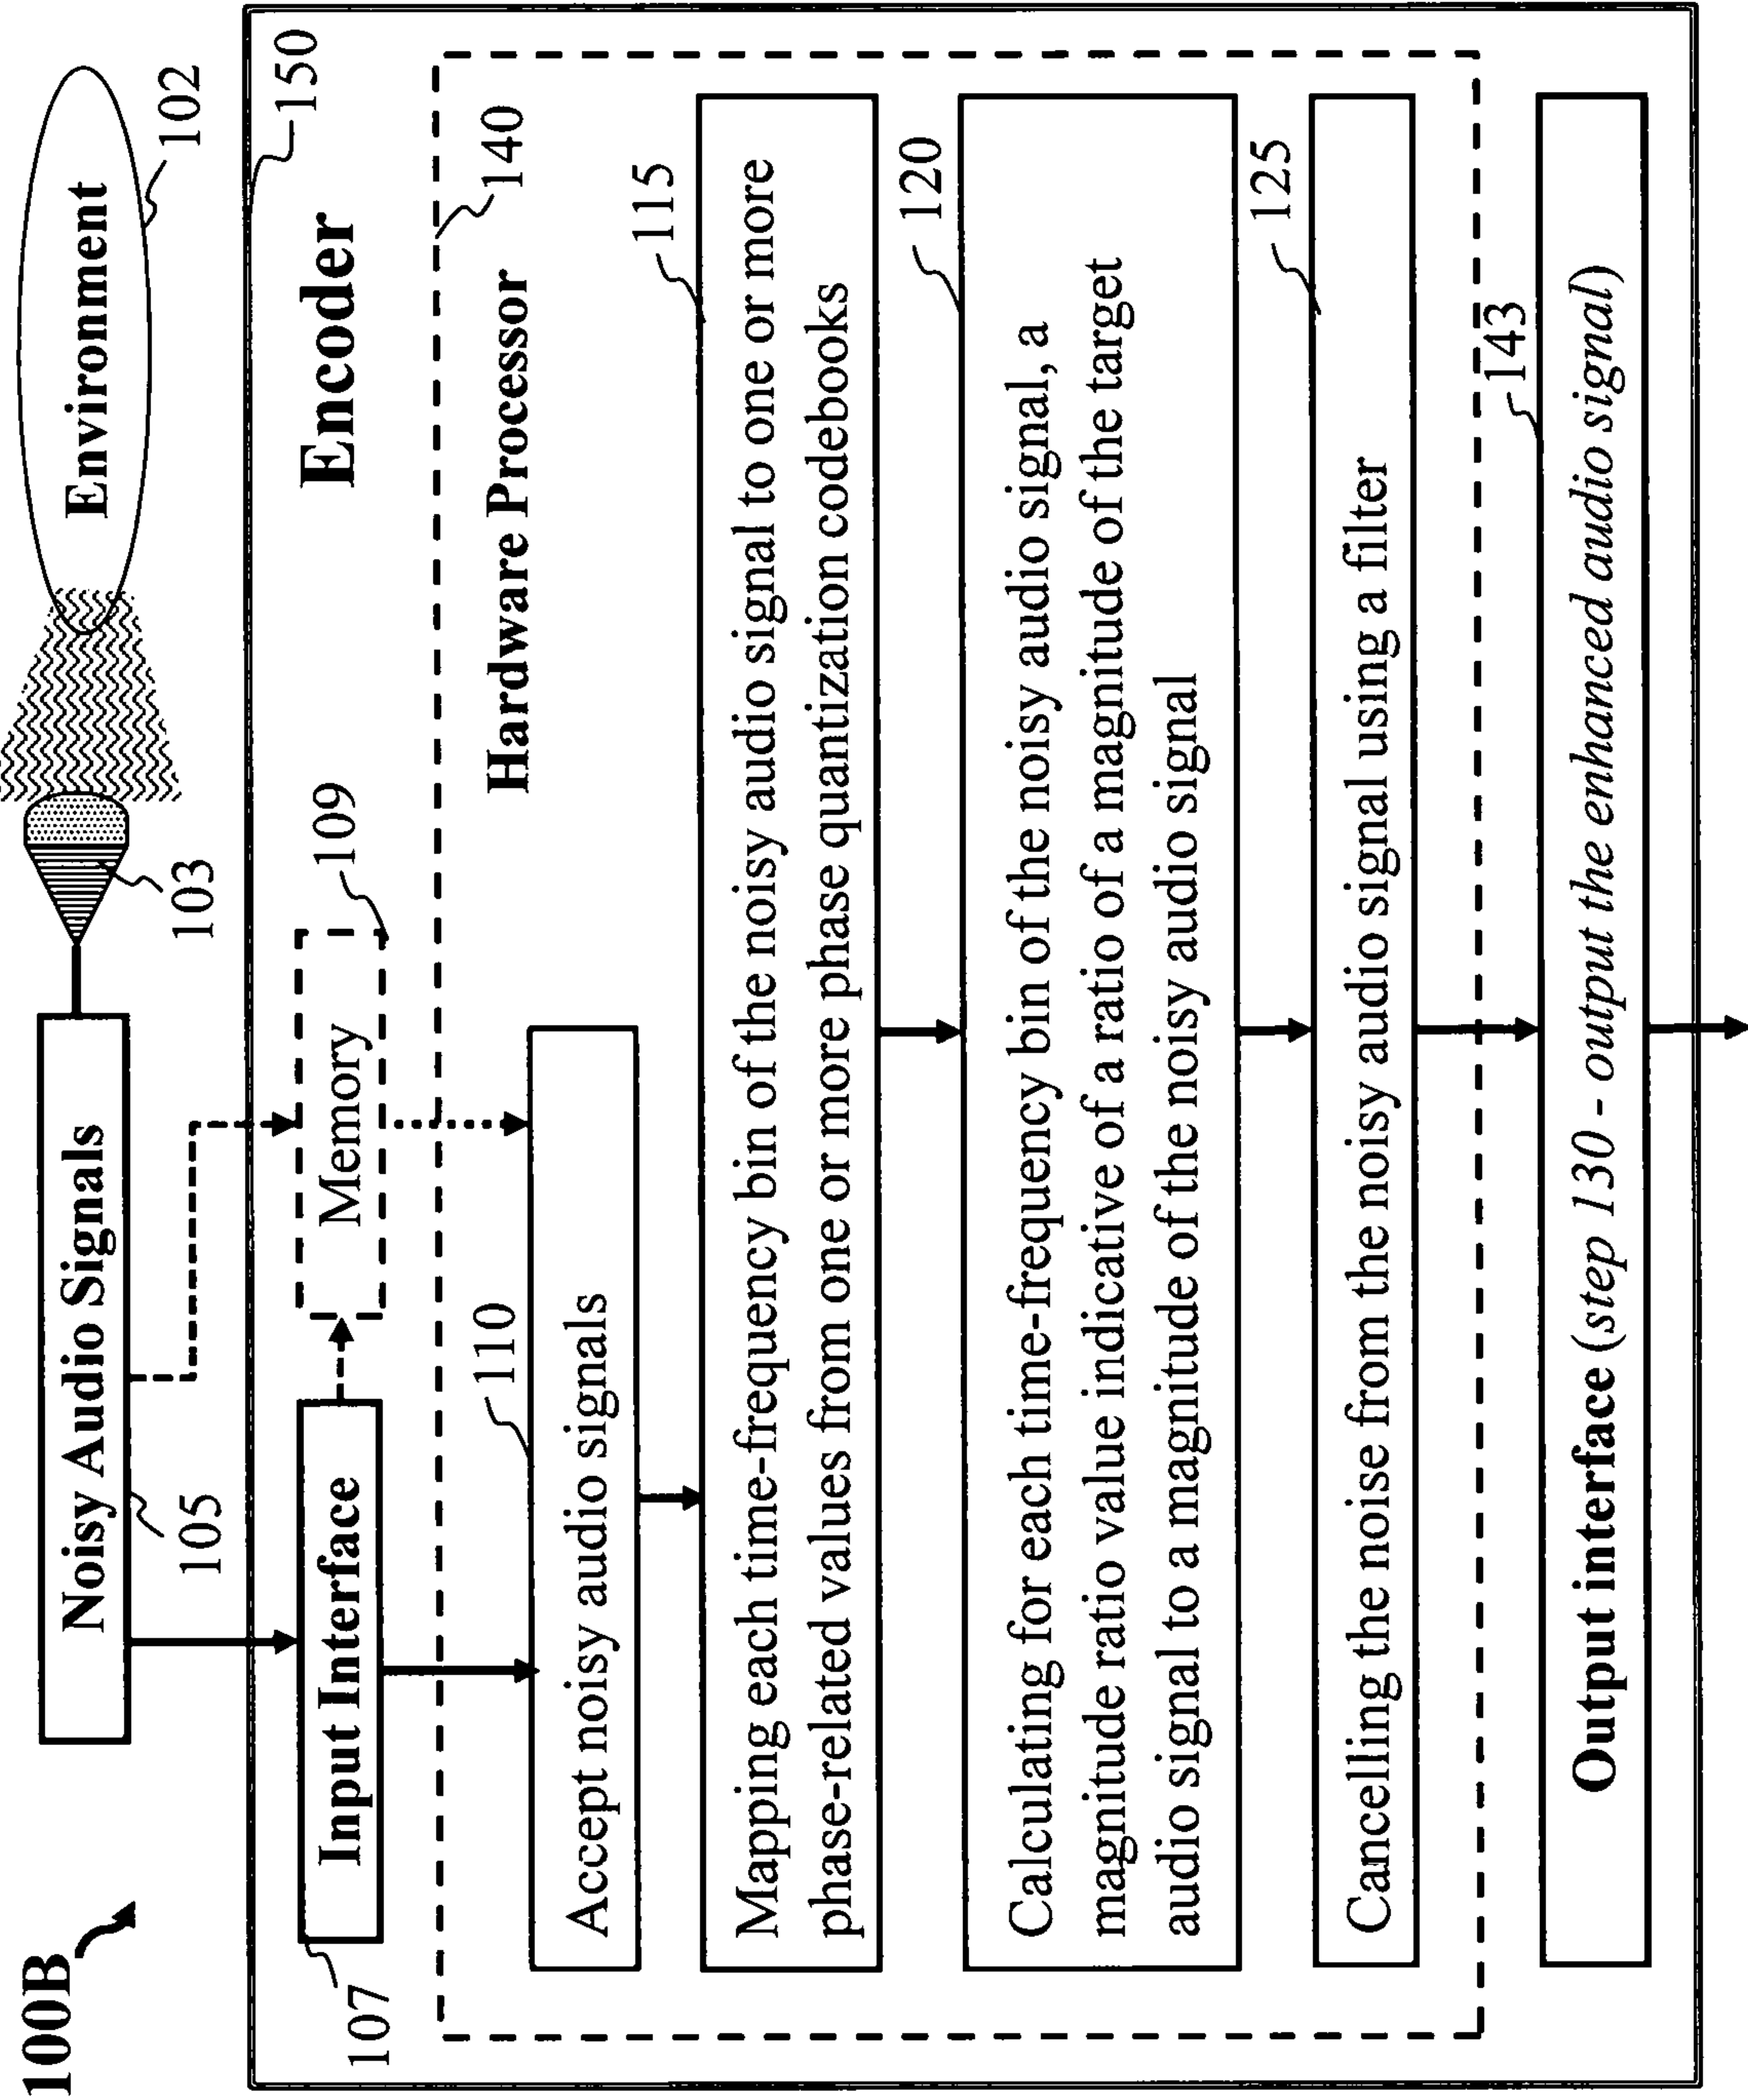 100B
Environment
102
103
Noisy Audio Signals
105
150
Encoder
107
Input Interface
Memory
109
140
Hardware Processor
110
Accept noisy audio signals
115
Mapping each time-frequency bin of the noisy audio signal to one or more
phase-related values from one or more phase quantization codebooks
120
Calculating for each time-frequency bin of the noisy audio signal, a
magnitude ratio value indicative of a ratio of a magnitude of the target
audio signal to a magnitude of the noisy audio signal
125
Cancelling the noise from the noisy audio signal using a filter
143
Output interface (step 130 - output the enhanced audio signal)